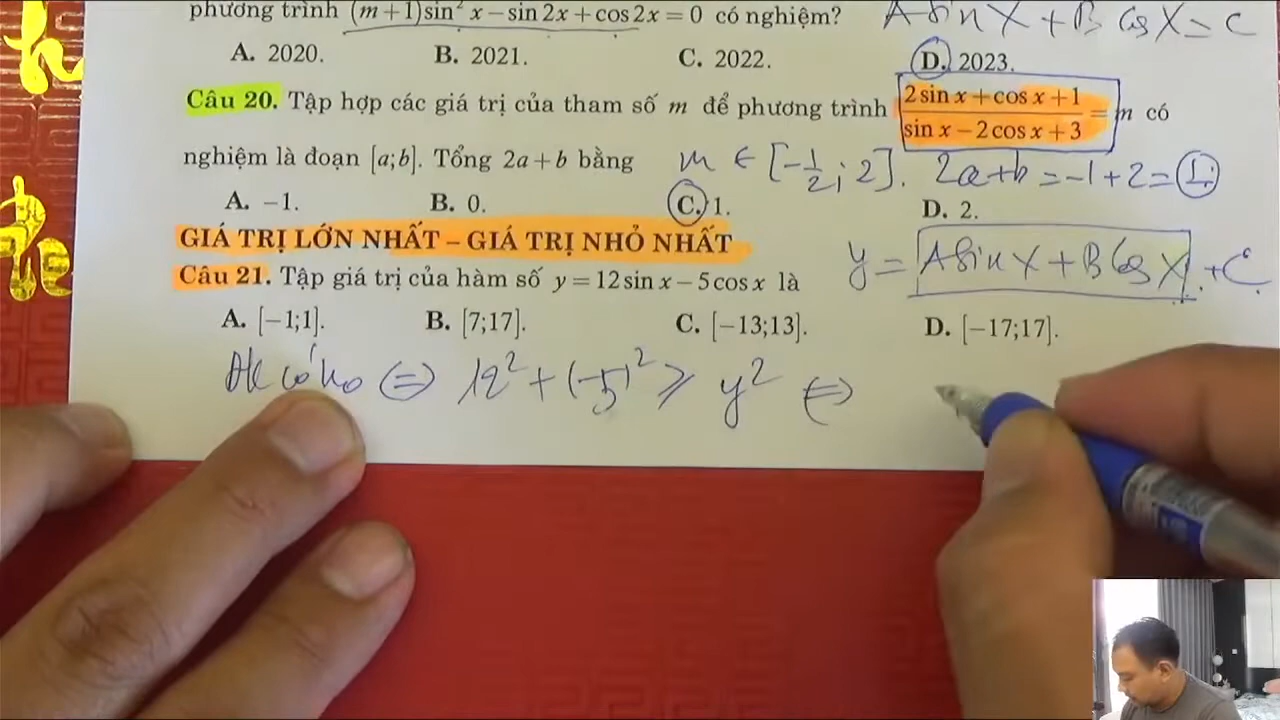 phương trình (m+1)sin² x − sin 2x + cos 2x = 0 có nghiệm?
A sin X + B Cos X = C
A. 2020. B. 2021. C. 2022. D. 2023.
Câu 20. Tập hợp các giá trị của tham số m để phương trình (2 sin x + cos x + 1)/(sin x − 2 cos x + 3) = m có
nghiệm là đoạn [a;b]. Tổng 2a + b bằng
m ∈ [−1/2; 2]. 2a+b = −1+2 = 1.
A. −1. B. 0. C. 1. D. 2.
GIÁ TRỊ LỚN NHẤT – GIÁ TRỊ NHỎ NHẤT
y = A sin X + B Cos X + C.
Câu 21. Tập giá trị của hàm số y = 12 sin x − 5 cos x là
A. [−1;1]. B. [7;17]. C. [−13;13]. D. [−17;17].
ĐK có no ⇔ 12² + (−5)² ≥ y² ⇔